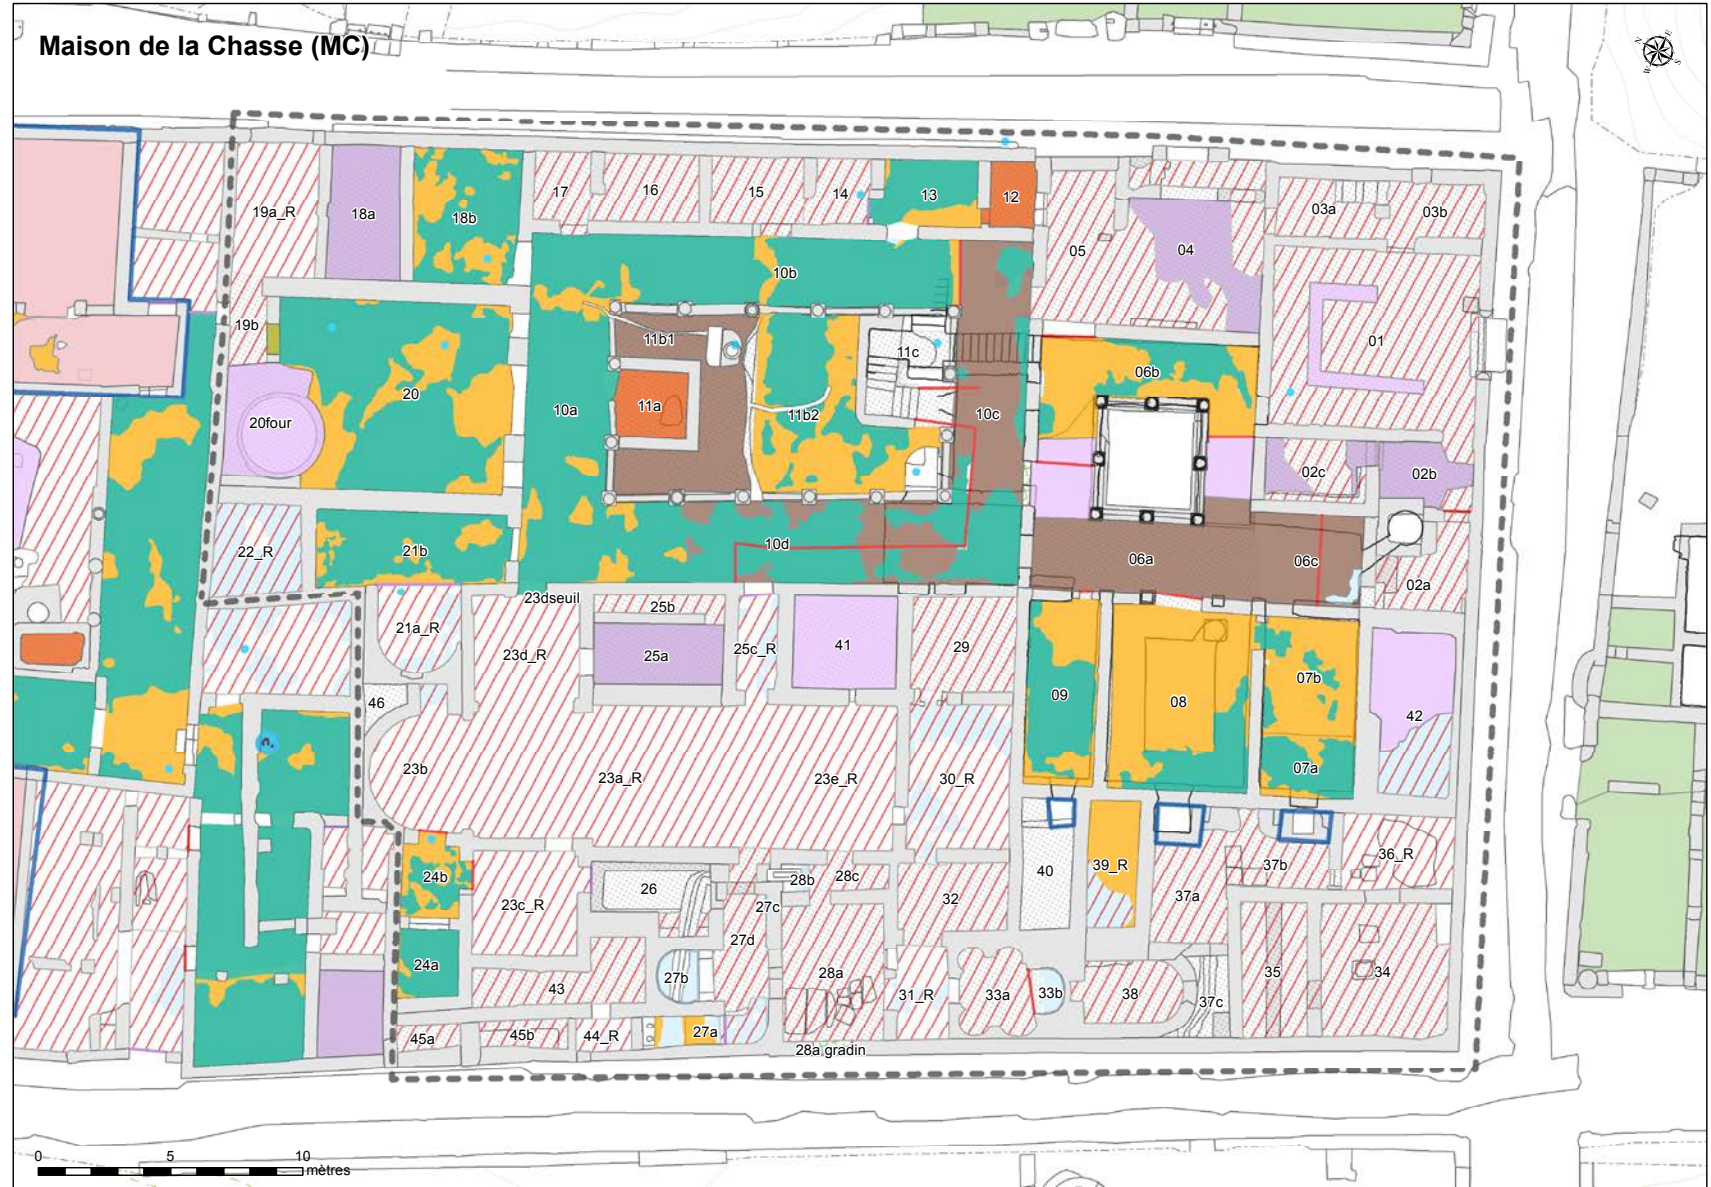 Maison de la Chasse (MC)
N
E
W
S
17
16
15
14
13
12
19a_R
18a
18b
03a
03b
05
04
10b
19b
11b1
11c
01
06b
20
11a
10a
11b2
10c
20four
02c
02b
22_R
21b
10d
06a
06c
02a
23dseuil
25b
21a_R
23d_R
25a
25c_R
41
29
07b
09
08
46
42
23b
23a_R
23e_R
30_R
07a
39_R
37b
36_R
24b
26
28b
28c
40
23c_R
27c
32
37a
27d
24a
27b
28a
35
34
43
31_R
33a
33b
38
37c
45a
45b
44_R
27a
28a gradin
0
5
10
mètres